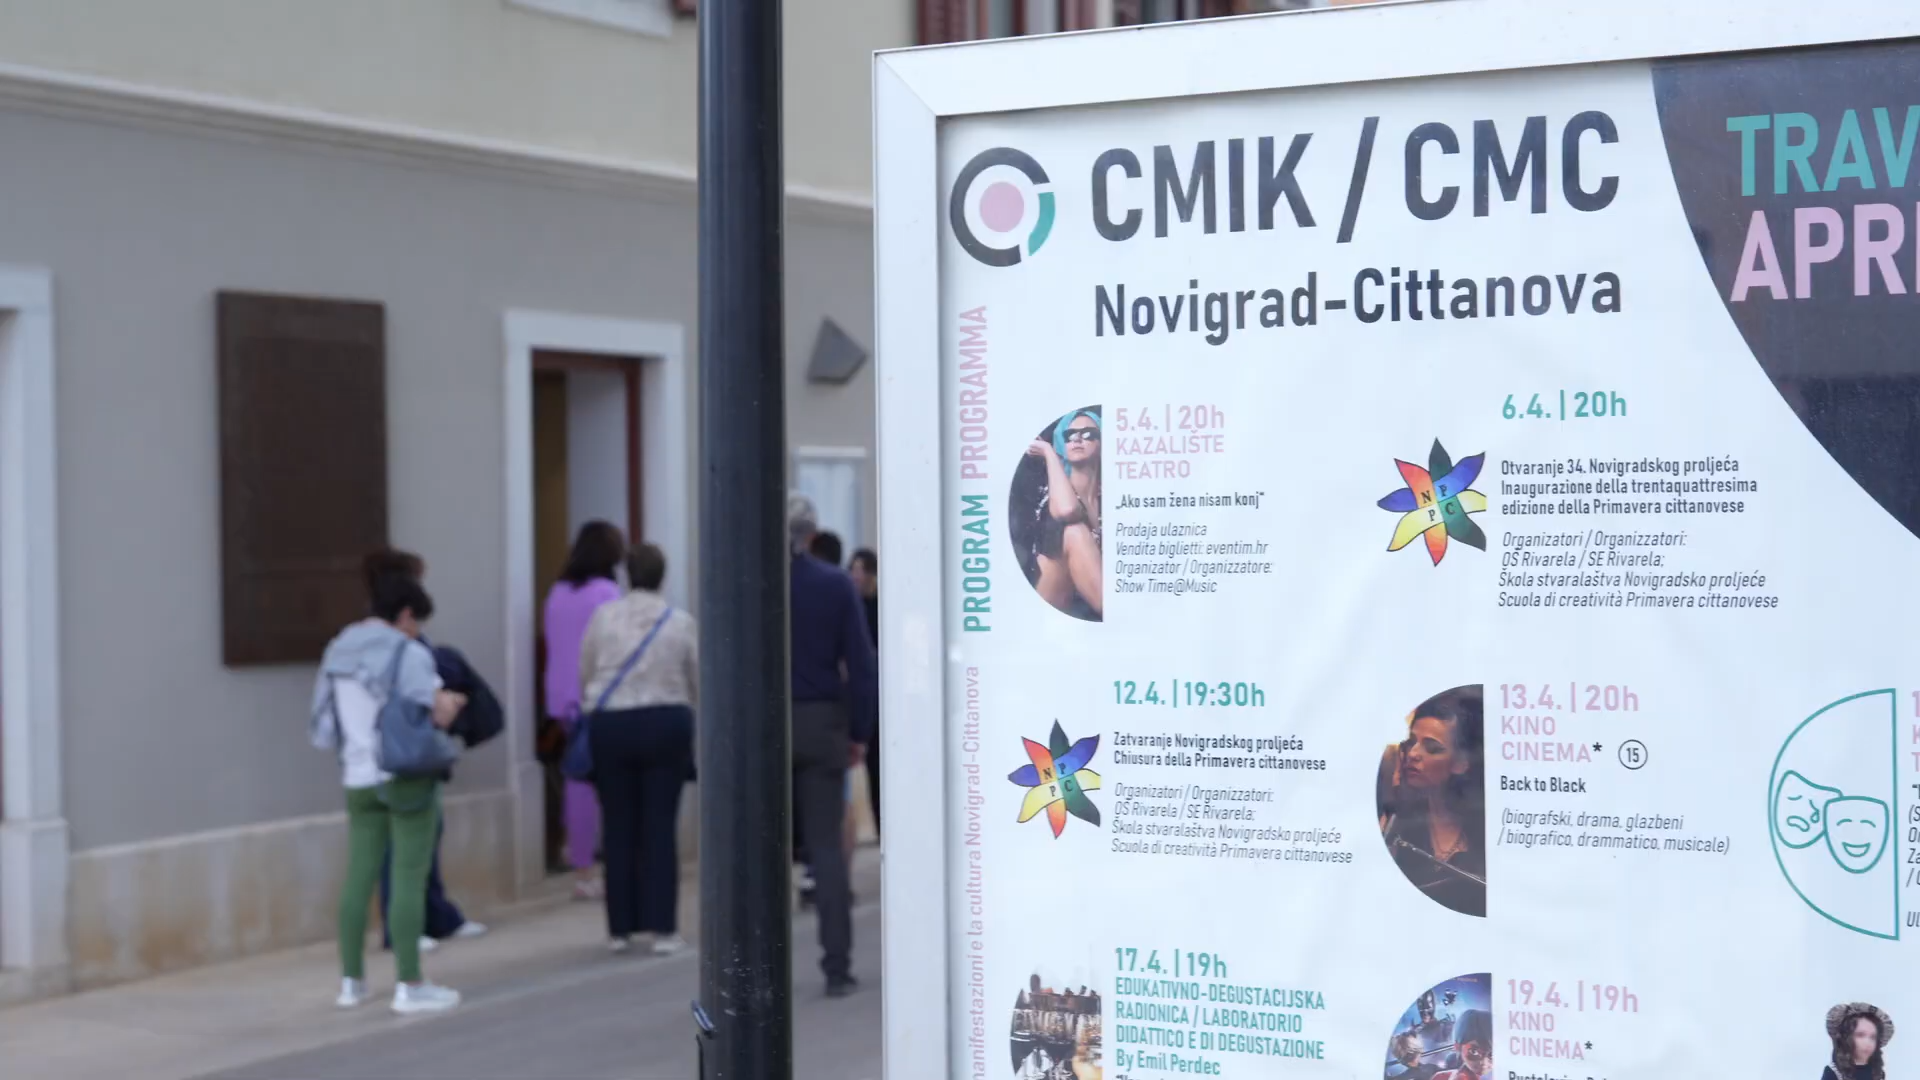 CMIK / CMC
Novigrad-Cittanova
TRAV
APRI
PROGRAM PROGRAMMA
manifestazioni e la cultura Novigrad-Cittanova
5.4. | 20h
KAZALIŠTE
TEATRO
„Ako sam žena nisam konj“
Prodaja ulaznica
Vendita biglietti: eventim.hr
Organizator / Organizzatore:
Show Time@Music
6.4. | 20h
N P
P C
Otvaranje 34. Novigradskog proljeća
Inaugurazione della trentaquattresima
edizione della Primavera cittanovese
Organizatori / Organizzatori:
OŠ Rivarela / SE Rivarela;
Škola stvaralaštva Novigradsko proljeće
Scuola di creatività Primavera cittanovese
12.4. | 19:30h
N P
P C
Zatvaranje Novigradskog proljeća
Chiusura della Primavera cittanovese
Organizatori / Organizzatori:
OŠ Rivarela / SE Rivarela;
Škola stvaralaštva Novigradsko proljeće
Scuola di creatività Primavera cittanovese
13.4. | 20h
KINO
CINEMA* 15
Back to Black
(biografski, drama, glazbeni
/ biografico, drammatico, musicale)
17.4. | 19h
EDUKATIVNO-DEGUSTACIJSKA
RADIONICA / LABORATORIO
DIDATTICO E DI DEGUSTAZIONE
By Emil Perdec
19.4. | 19h
KINO
CINEMA*